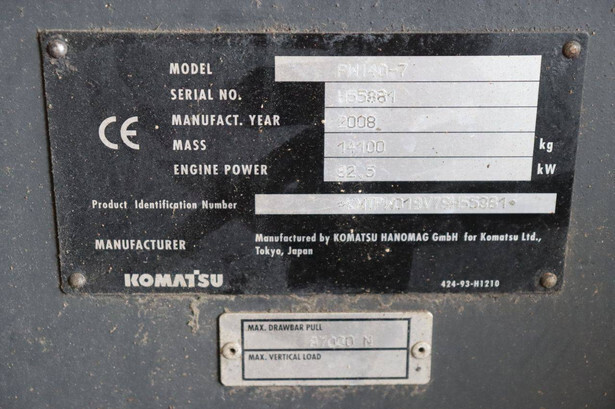 MODEL PW140-7
SERIAL NO. H55981
MANUFACT. YEAR 2008
MASS 14100 kg
ENGINE POWER 92.5 kW
CE
Product Identification Number
MANUFACTURER Manufactured by KOMATSU HANOMAG GmbH for Komatsu Ltd.,
Tokyo, Japan
KOMATSU 424-93-H1210
MAX. DRAWBAR PULL
N
MAX. VERTICAL LOAD